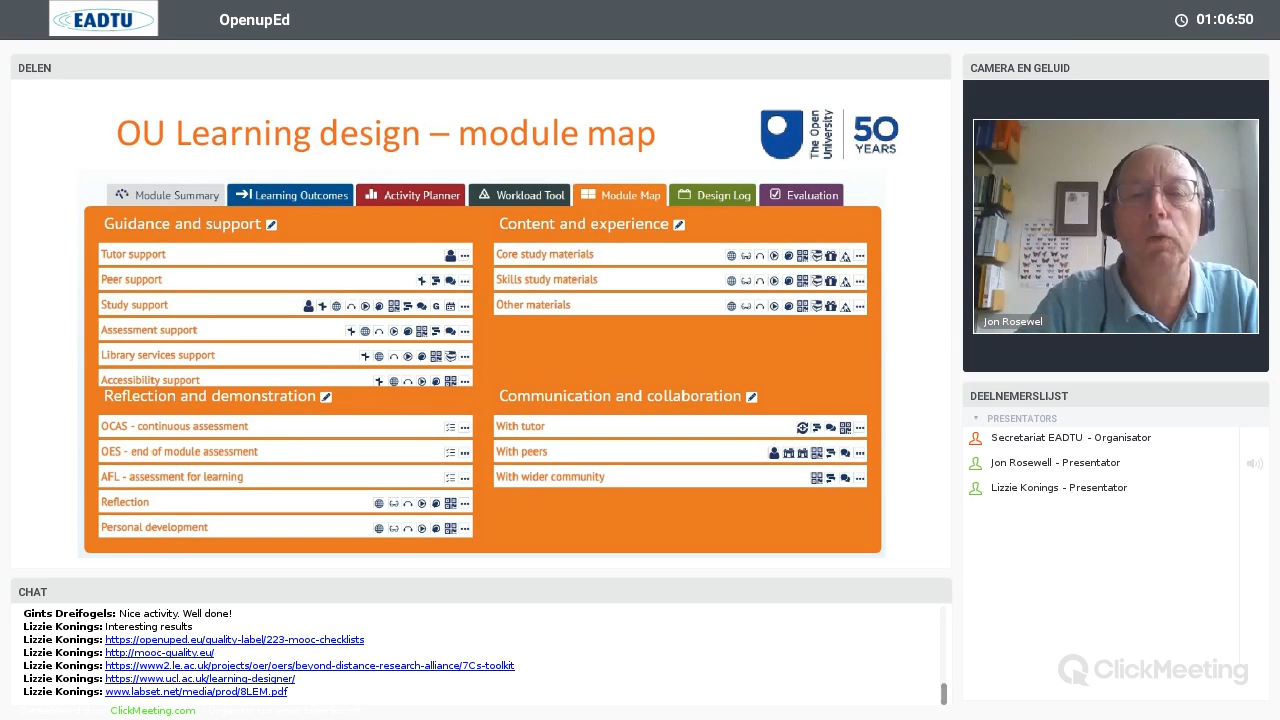 EADTU
OpenupEd
01:06:50
DELEN
OU Learning design – module map
The Open
University
50
YEARS
Module Summary
Learning Outcomes
Activity Planner
Workload Tool
Module Map
Design Log
Evaluation
Guidance and support
Tutor support
Peer support
Study support
Assessment support
Library services support
Accessibility support
Content and experience
Core study materials
Skills study materials
Other materials
Reflection and demonstration
OCAS - continuous assessment
OES - end of module assessment
AFL - assessment for learning
Reflection
Personal development
Communication and collaboration
With tutor
With peers
With wider community
CAMERA EN GELUID
Jon Rosewel
DEELNEMERSLIJST
PRESENTATORS
Secretariat EADTU - Organisator
Jon Rosewell - Presentator
Lizzie Konings - Presentator
ClickMeeting
CHAT
Gints Dreifogels: Nice activity. Well done!
Lizzie Konings: Interesting results
Lizzie Konings: https://openuped.eu/quality-label/223-mooc-checklists
Lizzie Konings: http://mooc-quality.eu/
Lizzie Konings: https://www2.le.ac.uk/projects/oer/oers/beyond-distance-research-alliance/7Cs-toolkit
Lizzie Konings: https://www.ucl.ac.uk/learning-designer/
Lizzie Konings: www.labset.net/media/prod/8LEM.pdf
ClickMeeting.com